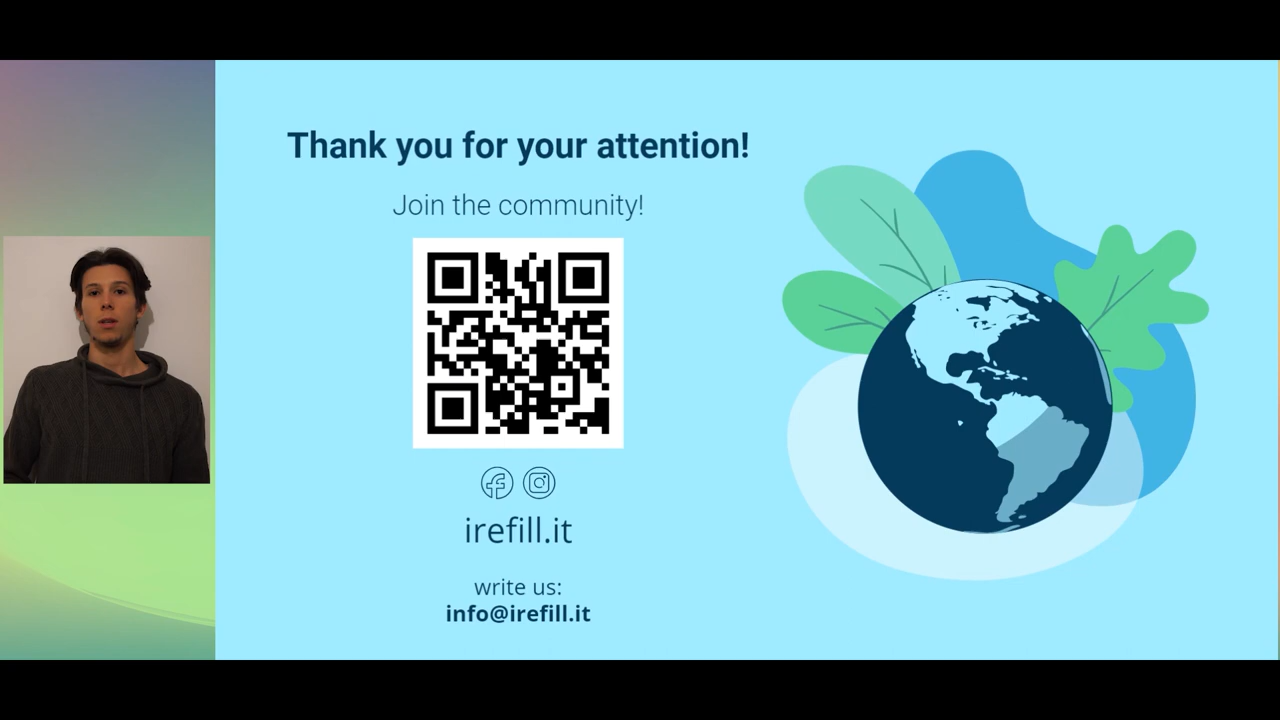 Thank you for your attention!
Join the community!
irefill.it
write us:
info@irefill.it